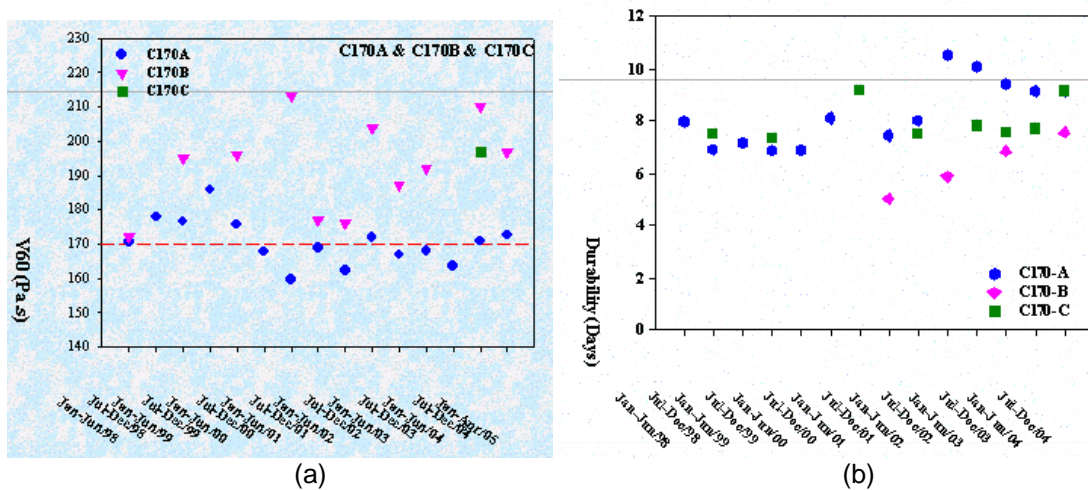 230
220
210
200
190
180
170
160
150
140
V60 (Pa.s)
C170A
C170B
C170C
C170A & C170B & C170C
Jan-Jun/98
Jul-Dec/98
Jan-Jun/99
Jul-Dec/99
Jan-Jun/00
Jul-Dec/00
Jan-Jun/01
Jul-Dec/01
Jan-Jun/02
Jul-Dec/02
Jan-Jun/03
Jul-Dec/03
Jan-Jun/04
Jul-Dec/04
Jan-Apr/05
(a)
12
10
8
6
4
2
0
Durability (Days)
C170-A
C170-B
C170-C
Jan-Jun/98
Jul-Dec/98
Jan-Jun/99
Jul-Dec/99
Jan-Jun/00
Jul-Dec/00
Jan-Jun/01
Jul-Dec/01
Jan-Jun/02
Jul-Dec/02
Jan-Jun/03
Jul-Dec/03
Jan-Jun/04
Jul-Dec/04
(b)